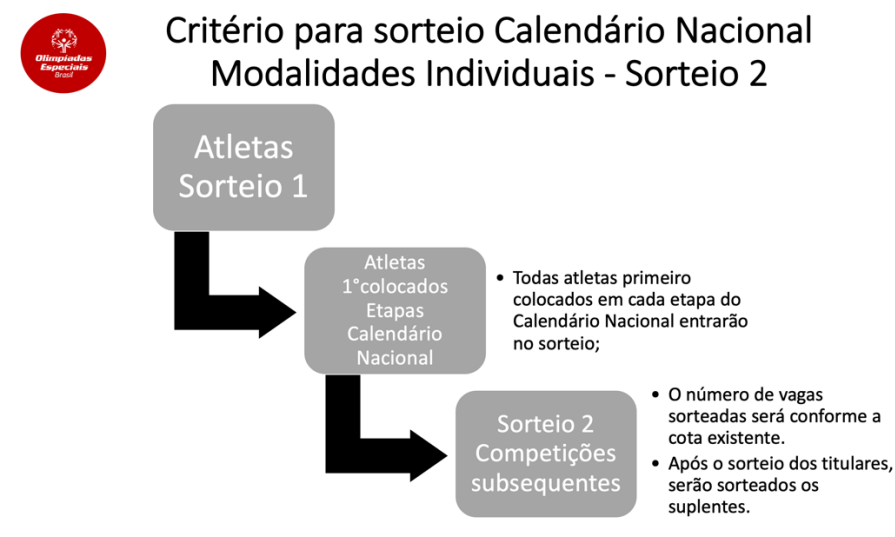 Olimpíadas
Especiais
Brasil
Critério para sorteio Calendário Nacional
Modalidades Individuais - Sorteio 2
Atletas
Sorteio 1
Atletas
1°colocados
Etapas
Calendário
Nacional
• Todas atletas primeiro
colocados em cada etapa do
Calendário Nacional entrarão
no sorteio;
Sorteio 2
Competições
subsequentes
• O número de vagas
sorteadas será conforme a
cota existente.
• Após o sorteio dos titulares,
serão sorteados os
suplentes.